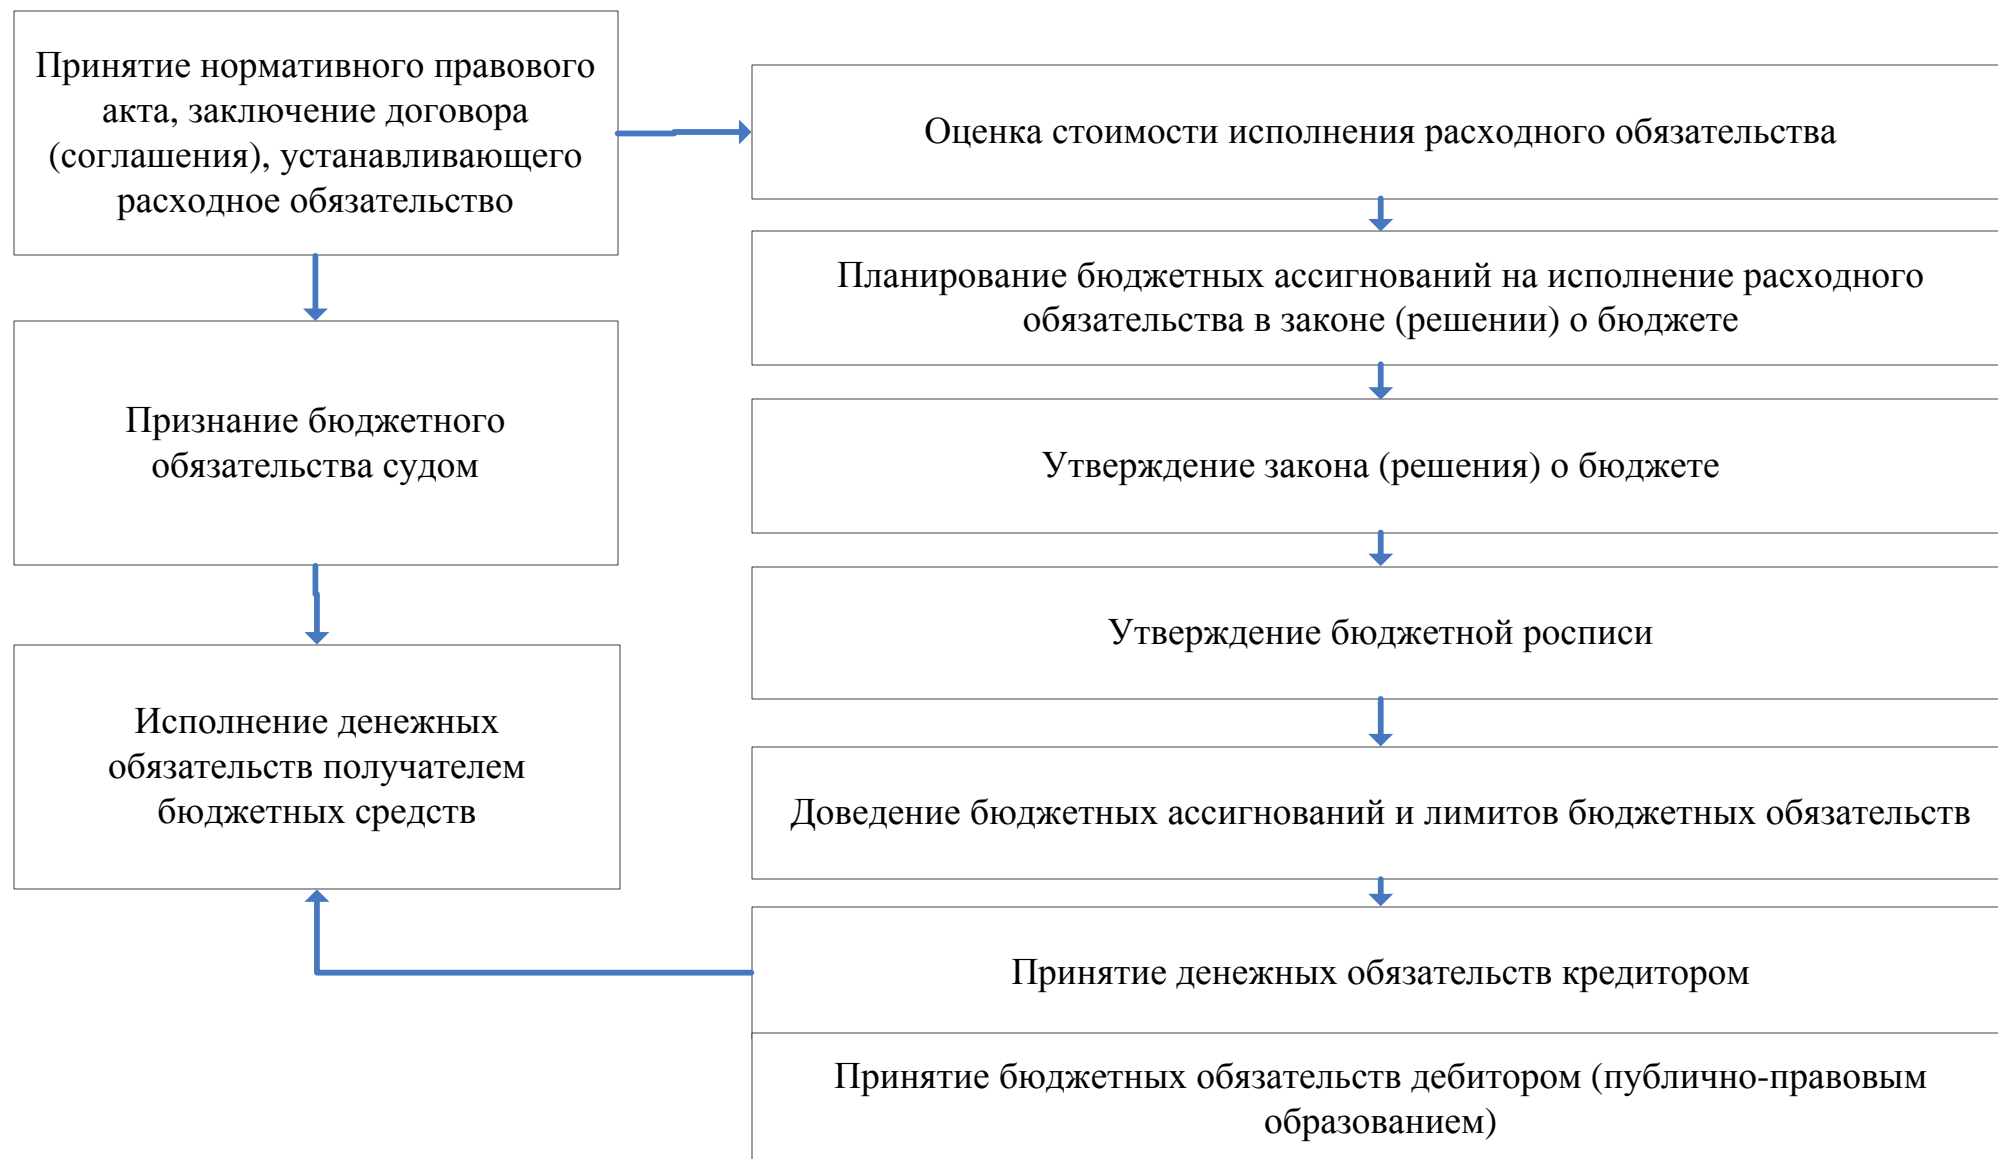 Принятие нормативного правового
акта, заключение договора
(соглашения), устанавливающего
расходное обязательство
Признание бюджетного
обязательства судом
Исполнение денежных
обязательств получателем
бюджетных средств
Оценка стоимости исполнения расходного обязательства
Планирование бюджетных ассигнований на исполнение расходного
обязательства в законе (решении) о бюджете
Утверждение закона (решения) о бюджете
Утверждение бюджетной росписи
Доведение бюджетных ассигнований и лимитов бюджетных обязательств
Принятие денежных обязательств кредитором
Принятие бюджетных обязательств дебитором (публично-правовым
образованием)